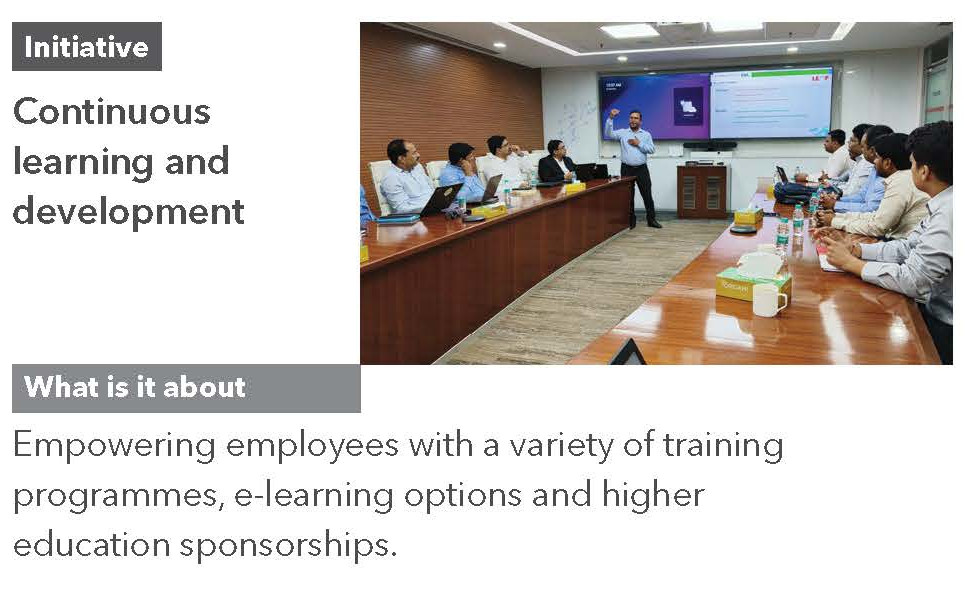 Initiative
Continuous
learning and
development
What is it about
Empowering employees with a variety of training
programmes, e-learning options and higher
education sponsorships.